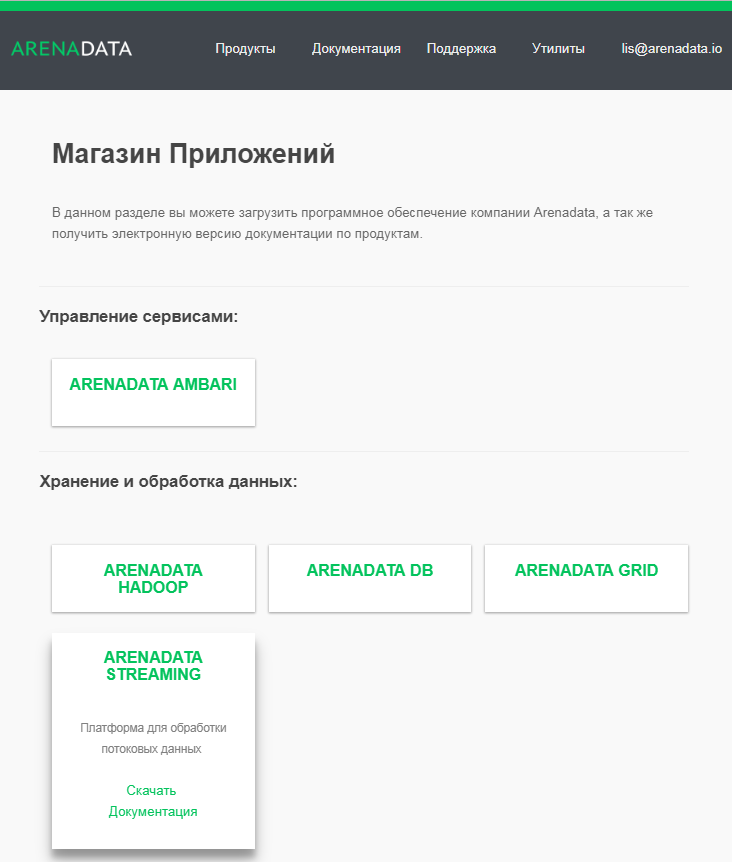 ARENADATA
Продукты
Документация
Поддержка
Утилиты
lis@arenadata.io
Магазин Приложений
В данном разделе вы можете загрузить программное обеспечение компании Arenadata, а так же
получить электронную версию документации по продуктам.
Управление сервисами:
ARENADATA AMBARI
Хранение и обработка данных:
ARENADATA
HADOOP
ARENADATA DB
ARENADATA GRID
ARENADATA
STREAMING
Платформа для обработки
потоковых данных
Скачать
Документация